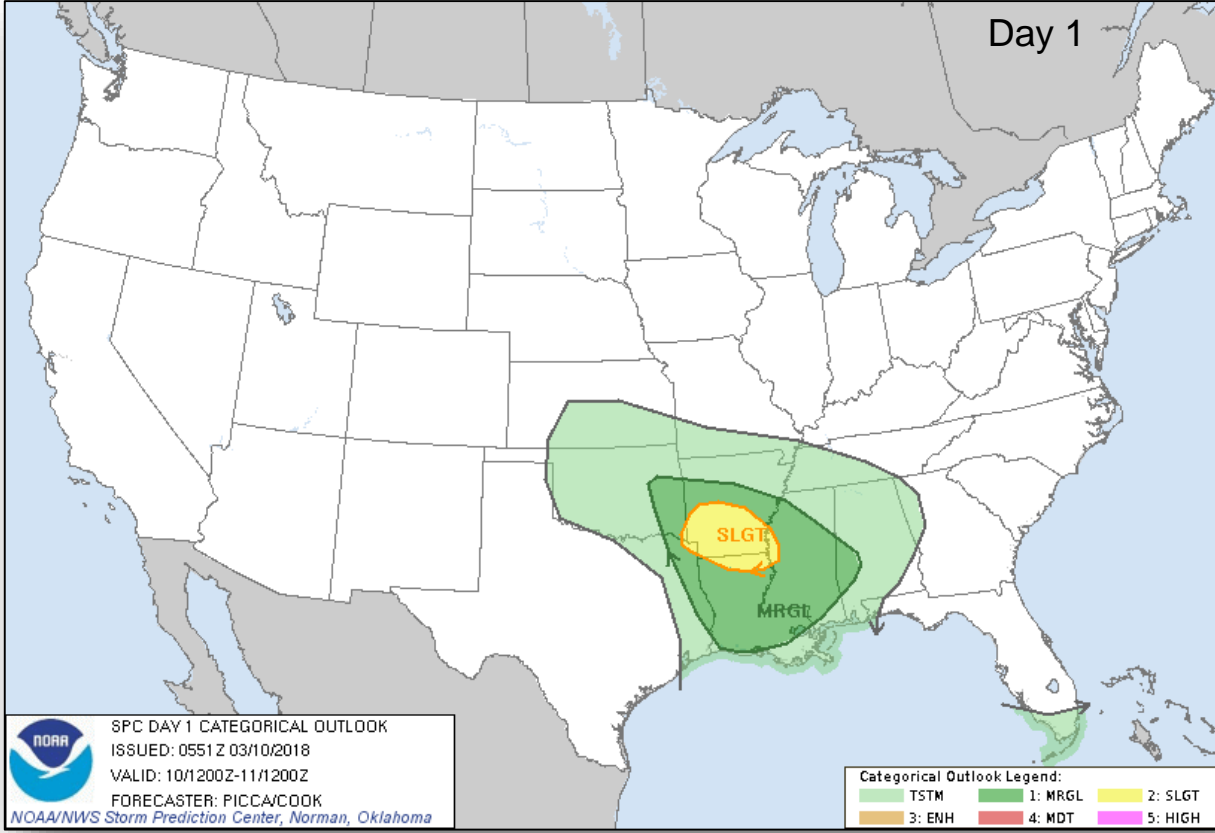 Day 1
SLGT
MRGL
NOAA
SPC DAY 1 CATEGORICAL OUTLOOK
ISSUED: 0551Z 03/10/2018
VALID: 10/1200Z-11/1200Z
FORECASTER: PICCA/COOK
NOAA/NWS Storm Prediction Center, Norman, Oklahoma
Categorical Outlook Legend:
TSTM 1: MRGL 2: SLGT
3: ENH 4: MDT 5: HIGH